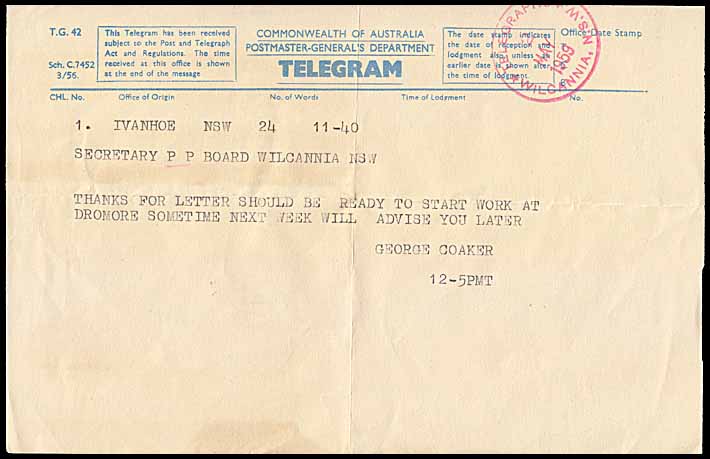 T.G. 42
Sch. C.7452
3/56.
This Telegram has been received
subject to the Post and Telegraph
Act and Regulations. The time
received at this office is shown
at the end of the message
COMMONWEALTH OF AUSTRALIA
POSTMASTER-GENERAL'S DEPARTMENT
TELEGRAM
The date stamp indicates
the date of reception and
lodgment also unless an
earlier date is shown after
the time of lodgment.
Office Date Stamp
TELEGRAPHS
MAY
1959
WILCANNIA, N.S.W.
CHL. No. Office of Origin No. of Words Time of Lodgment No.
1. IVANHOE NSW 24 11-40
SECRETARY P P BOARD WILCANNIA NSW
THANKS FOR LETTER SHOULD BE READY TO START WORK AT
DROMORE SOMETIME NEXT WEEK WILL ADVISE YOU LATER
GEORGE COAKER
12-5PMT